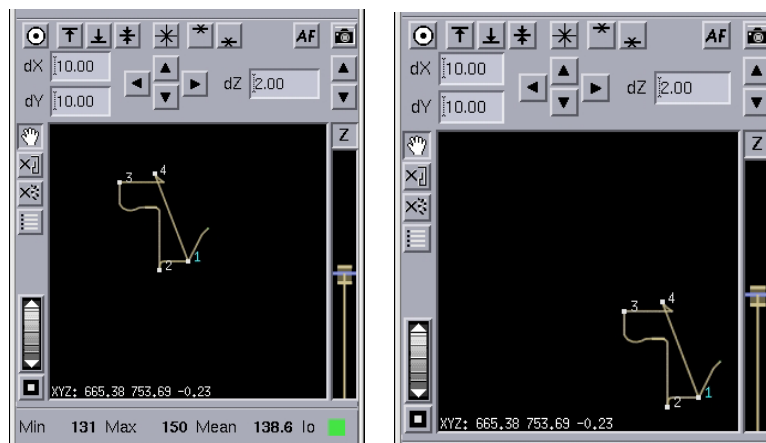 AF
dX 10.00
dY 10.00
dZ 2.00
Z
3 4
2 1
XYZ: 665.38 753.69 -0.23
Min 131 Max 150 Mean 138.6 Io
AF
dX 10.00
dY 10.00
dZ 2.00
Z
3 4
2 1
XYZ: 665.38 753.69 -0.23